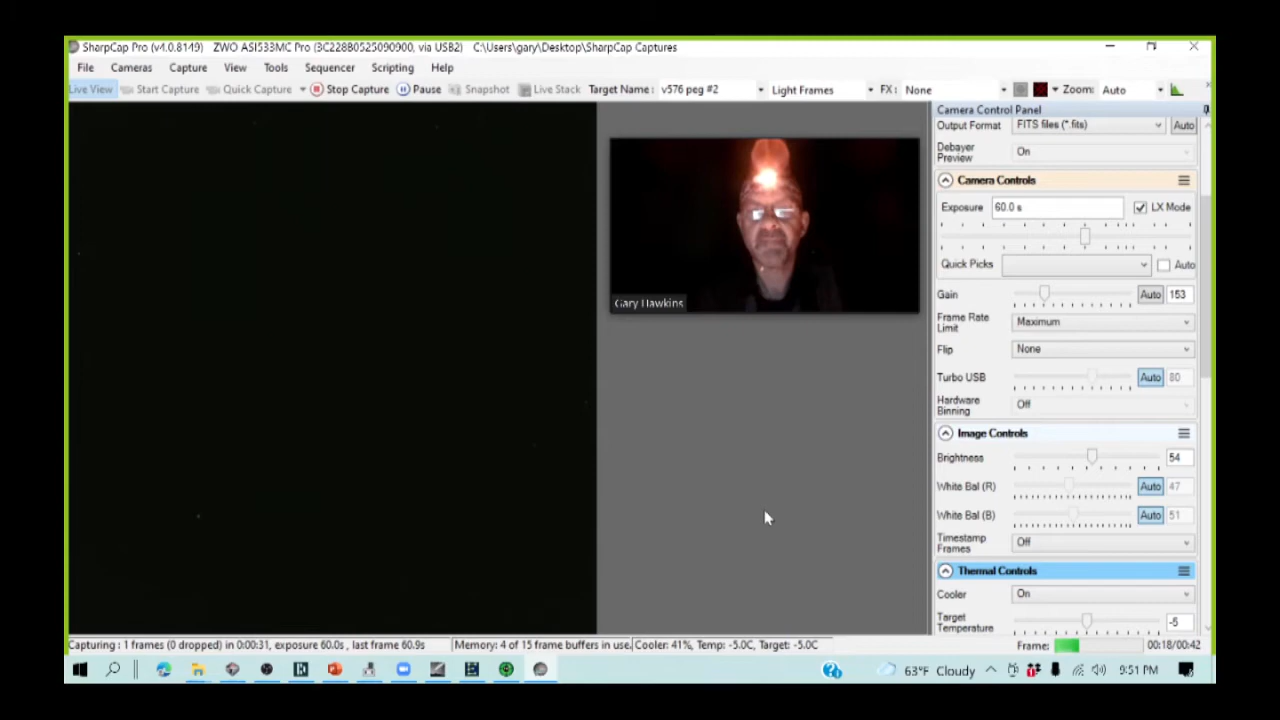 SharpCap Pro (v4.0.8149) ZWO ASI533MC Pro (3C228B0525090900, via USB2) C:\Users\gary\Desktop\SharpCap Captures
File Cameras Capture View Tools Sequencer Scripting Help
Live View Start Capture Quick Capture Stop Capture Pause Snapshot Live Stack Target Name: v576 peg #2 Light Frames FX: None Zoom: Auto
Camera Control Panel
Output Format FITS files (*.fits) Auto
Debayer Preview On
Camera Controls
Exposure 60.0 s LX Mode
Quick Picks Auto
Gain Auto 153
Frame Rate Limit Maximum
Flip None
Turbo USB Auto 80
Hardware Binning Off
Image Controls
Brightness 54
White Bal (R) Auto 47
White Bal (B) Auto 51
Timestamp Frames Off
Thermal Controls
Cooler On
Target Temperature -5
Gary Hawkins
Capturing : 1 frames (0 dropped) in 0:00:31, exposure 60.0s , last frame 60.9s Memory: 4 of 15 frame buffers in use. Cooler: 41%, Temp: -5.0C, Target: -5.0C Frame: 00:18/00:42
63°F Cloudy 9:51 PM